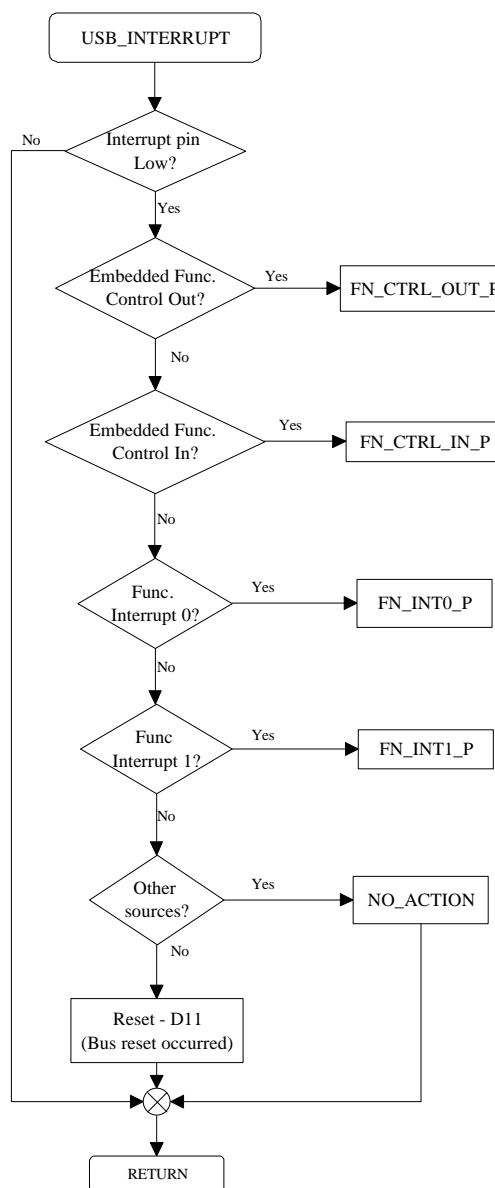 USB_INTERRUPT
No
Interrupt pin
Low?
Yes
Embedded Func.
Control Out?
Yes
FN_CTRL_OUT_P
No
Embedded Func.
Control In?
Yes
FN_CTRL_IN_P
No
Func.
Interrupt 0?
Yes
FN_INT0_P
No
Func
Interrupt 1?
Yes
FN_INT1_P
No
Other
sources?
Yes
NO_ACTION
No
Reset - D11
(Bus reset occurred)
RETURN